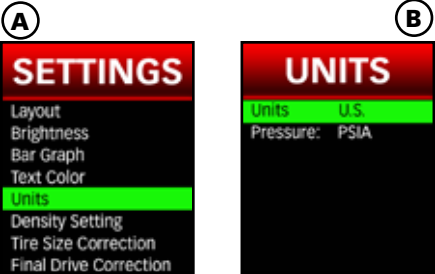 A
SETTINGS
Layout
Brightness
Bar Graph
Text Color
Units
Density Setting
Tire Size Correction
Final Drive Correction
B
UNITS
Units U.S.
Pressure: PSIA